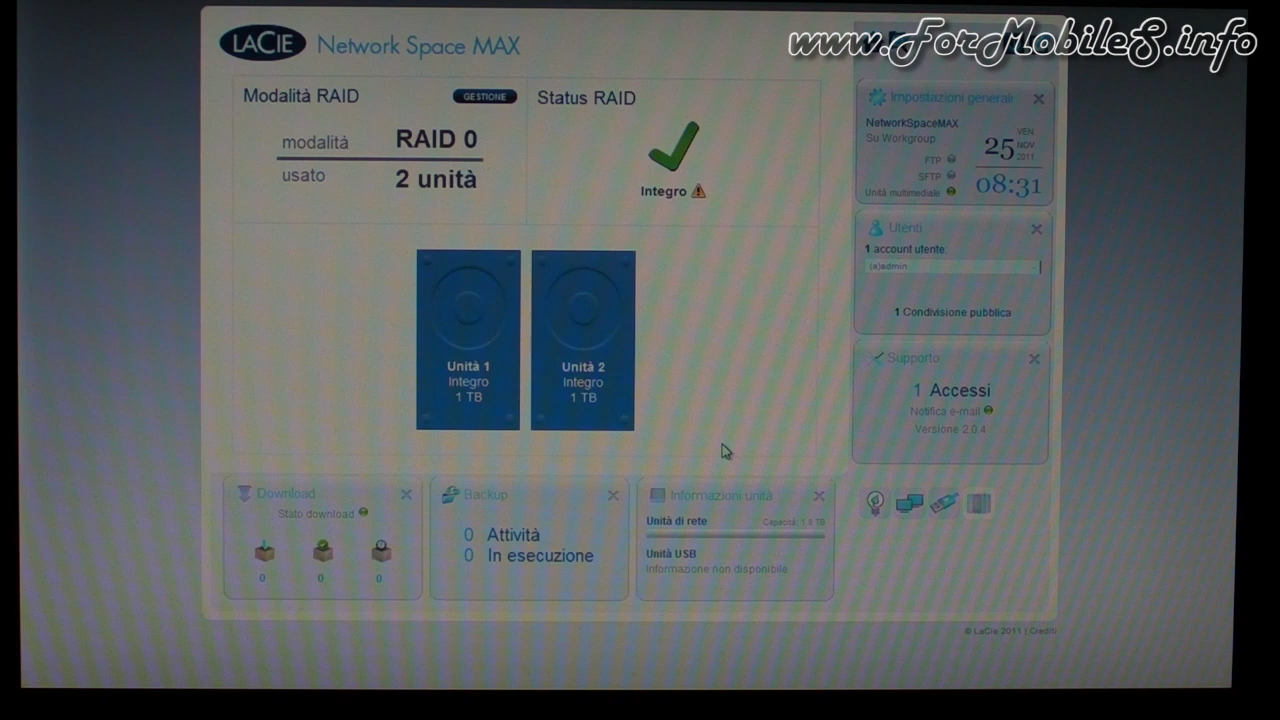 www.ForMobileS.info
LACIE Network Space MAX
Modalità RAID
GESTIONE
modalità RAID 0
usato 2 unità
Status RAID
Integro
Unità 1
Integro
1 TB
Unità 2
Integro
1 TB
Impostazioni generali
NetworkSpaceMAX
Su Workgroup
FTP
SFTP
Unità multimediale
VEN
25 NOV
2011
08:31
Utenti
1 account utente:
(a)admin
1 Condivisione pubblica
Supporto
1 Accessi
Notifica e-mail
Versione 2.0.4
Download
Stato download
0 0 0
Backup
0 Attività
0 In esecuzione
Informazioni unità
Unità di rete Capacità: 1.8 TB
Unità USB
Informazione non disponibile
© LaCie 2011 | Crediti